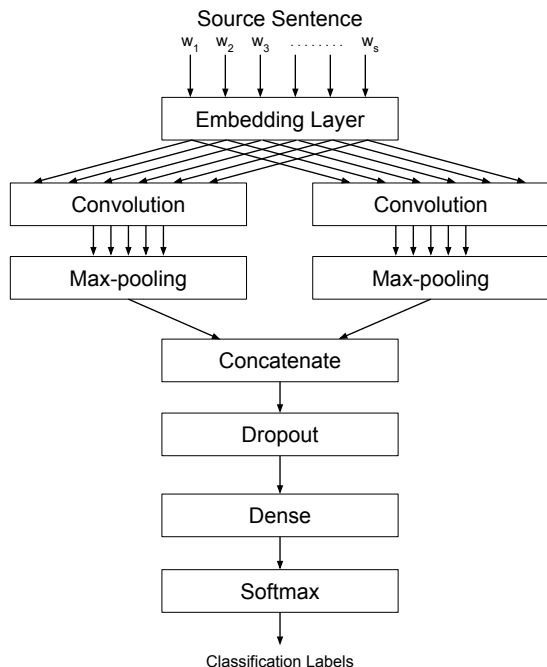 Source Sentence
w1 w2 w3 ........ ws
Embedding Layer
Convolution Convolution
Max-pooling Max-pooling
Concatenate
Dropout
Dense
Softmax
Classification Labels